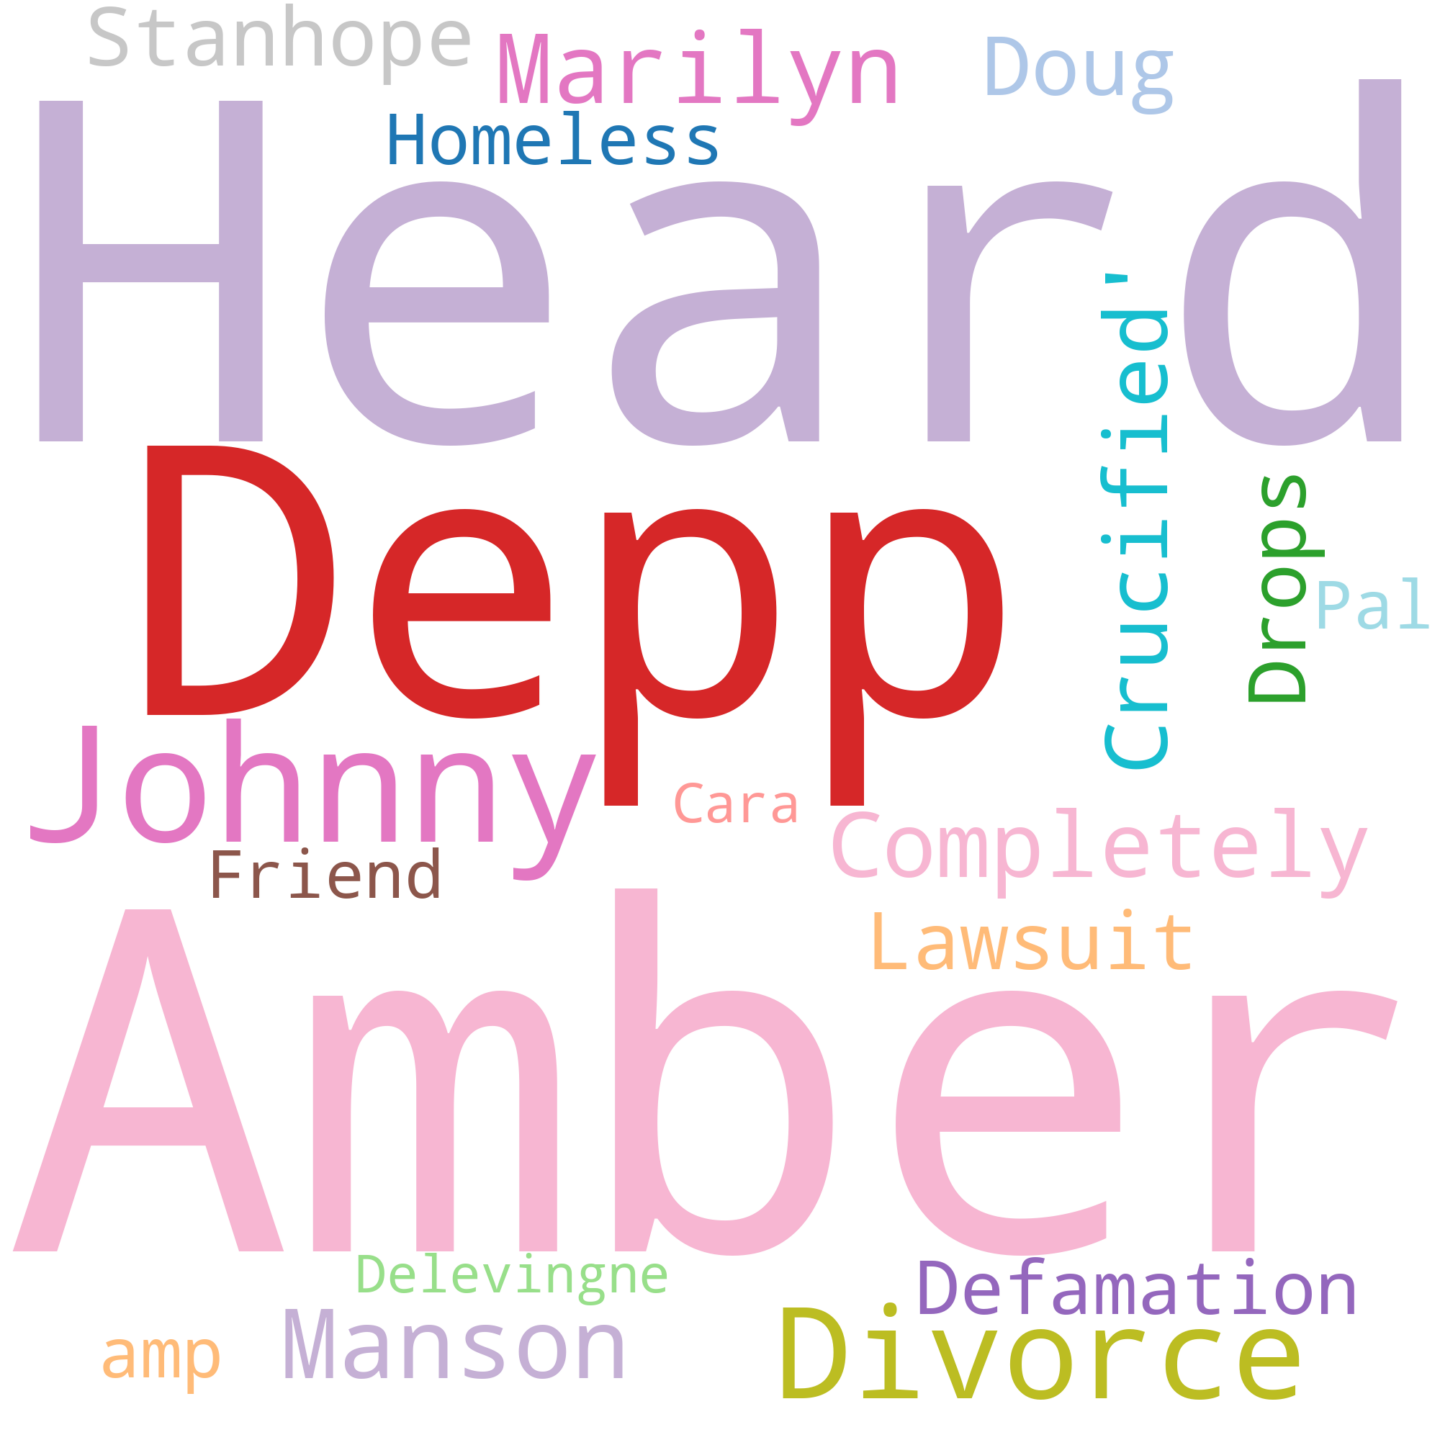 Stanhope
Marilyn
Doug
Homeless
Heard
Crucified'
Depp
Drops
Pal
Johnny
Cara
Completely
Friend
Lawsuit
Amber
Delevingne
Defamation
amp
Manson
Divorce